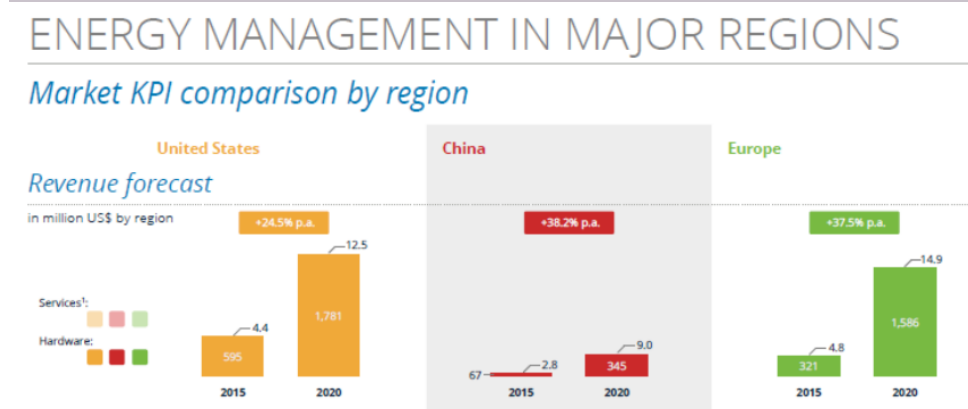 ENERGY MANAGEMENT IN MAJOR REGIONS
Market KPI comparison by region
United States
China
Europe
Revenue forecast
in million US$ by region
+24.5% p.a.
+38.2% p.a.
+37.5% p.a.
Services¹:
Hardware:
4.4
595
2015
12.5
1,781
2020
2.8
67
2015
9.0
345
2020
4.8
321
2015
14.9
1,586
2020